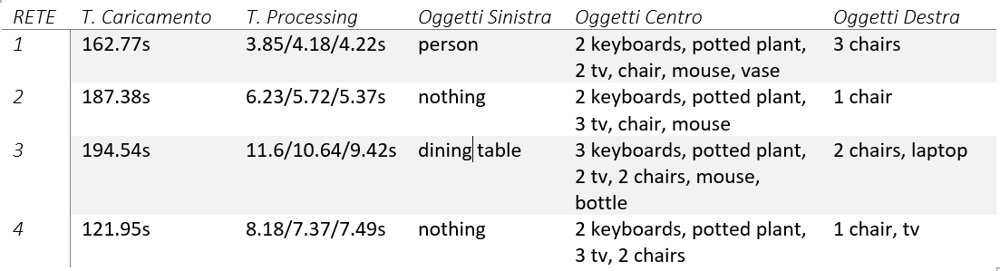 RETE T. Caricamento T. Processing Oggetti Sinistra Oggetti Centro Oggetti Destra
1 162.77s 3.85/4.18/4.22s person 2 keyboards, potted plant, 3 chairs
2 tv, chair, mouse, vase
2 187.38s 6.23/5.72/5.37s nothing 2 keyboards, potted plant, 1 chair
3 tv, chair, mouse
3 194.54s 11.6/10.64/9.42s dining table 3 keyboards, potted plant, 2 chairs, laptop
2 tv, 2 chairs, mouse,
bottle
4 121.95s 8.18/7.37/7.49s nothing 2 keyboards, potted plant, 1 chair, tv
3 tv, 2 chairs